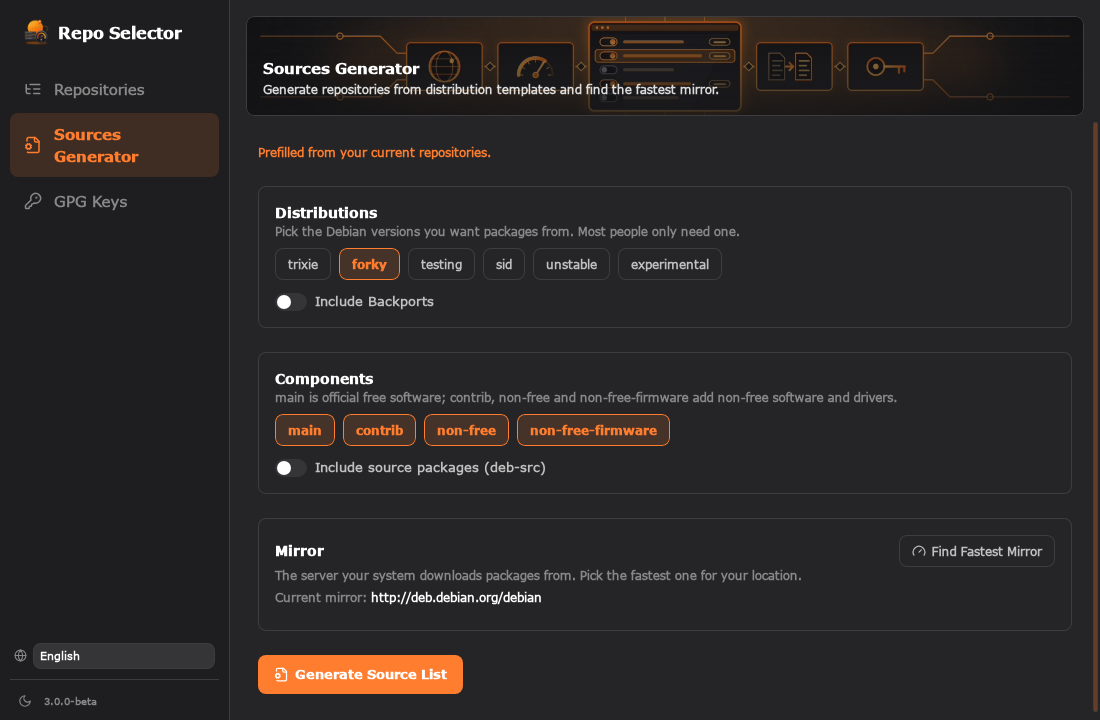 Repo Selector
Repositories
Sources
Generator
GPG Keys
English
3.0.0-beta
Sources Generator
Generate repositories from distribution templates and find the fastest mirror.
Prefilled from your current repositories.
Distributions
Pick the Debian versions you want packages from. Most people only need one.
trixie forky testing sid unstable experimental
Include Backports
Components
main is official free software; contrib, non-free and non-free-firmware add non-free software and drivers.
main contrib non-free non-free-firmware
Include source packages (deb-src)
Mirror
Find Fastest Mirror
The server your system downloads packages from. Pick the fastest one for your location.
Current mirror: http://deb.debian.org/debian
Generate Source List